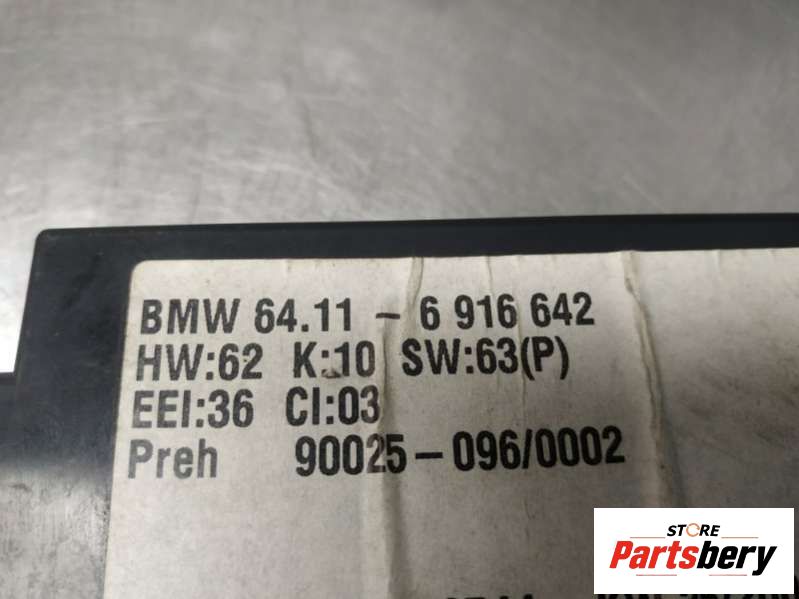 BMW 64.11 - 6 916 642
HW:62 K:10 SW:63(P)
EEI:36 CI:03
Preh 90025-096/0002
STORE
Partsbery